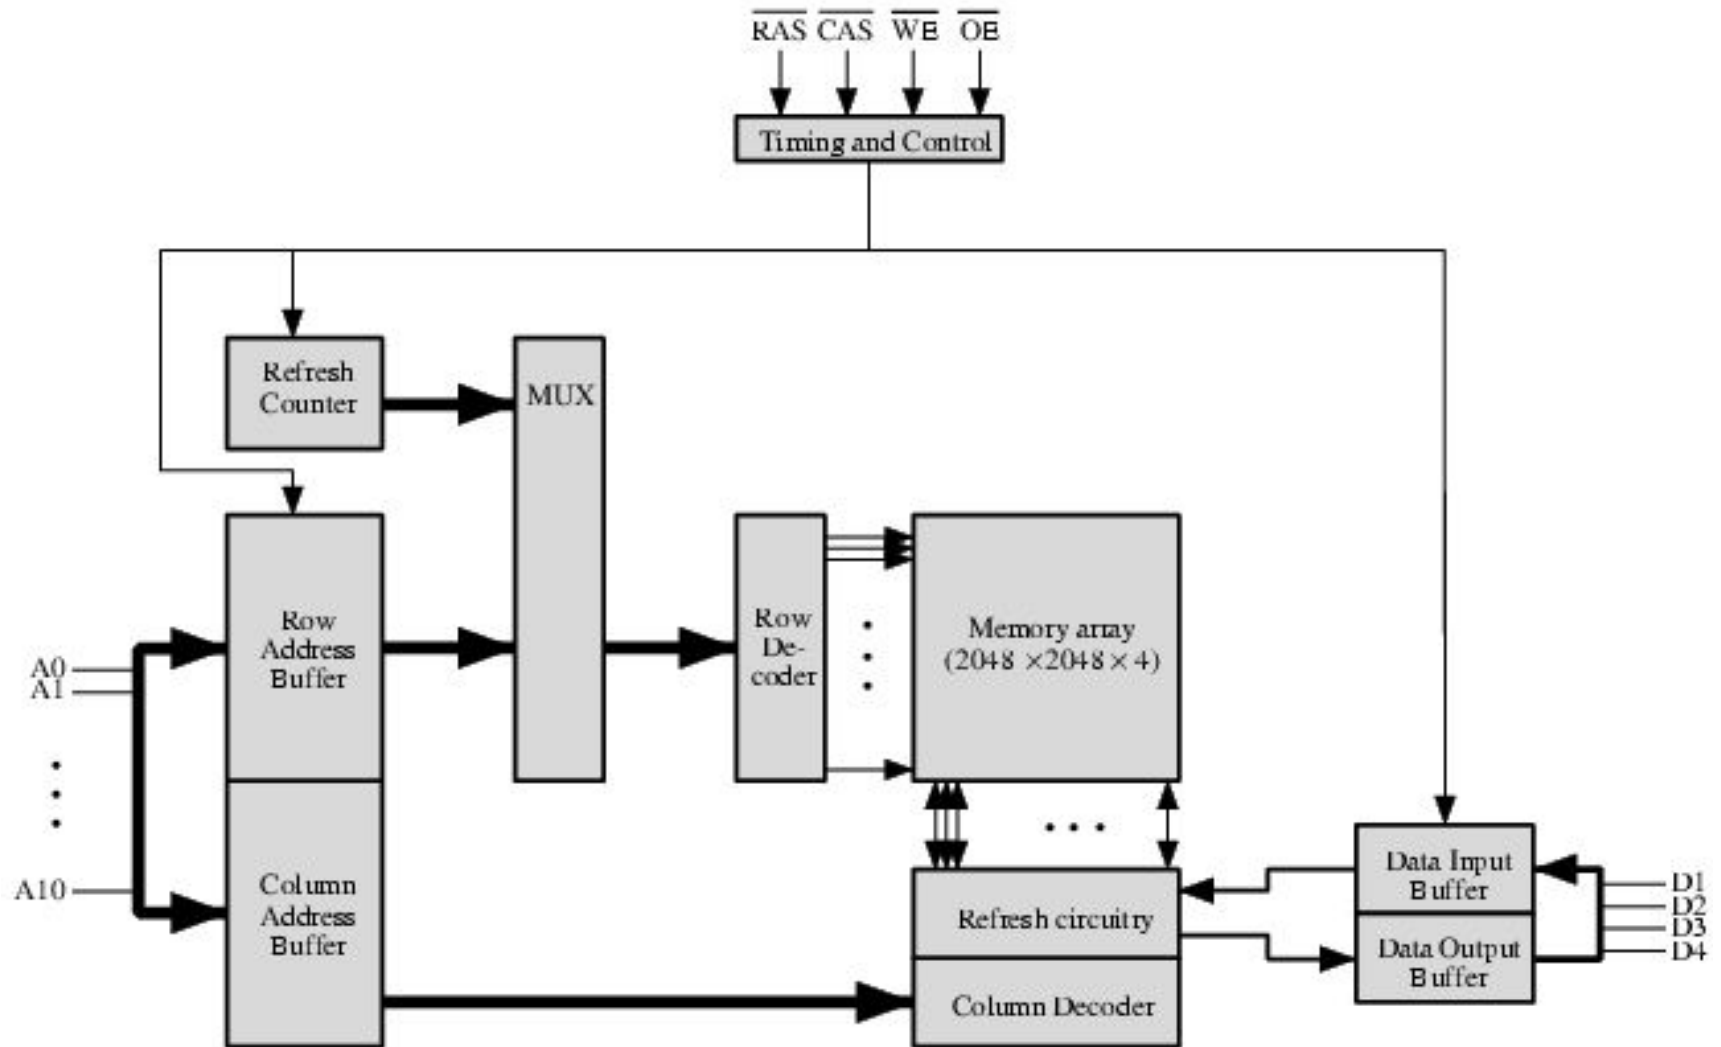 RAS CAS WE OE
Timing and Control
Refresh
Counter
MUX
Row
Address
Buffer
Row
De-
coder
Memory array
(2048 ×2048 × 4)
A0
A1
A10
Column
Address
Buffer
Refresh circuitry
Column Decoder
Data Input
Buffer
Data Output
Buffer
D1
D2
D3
D4